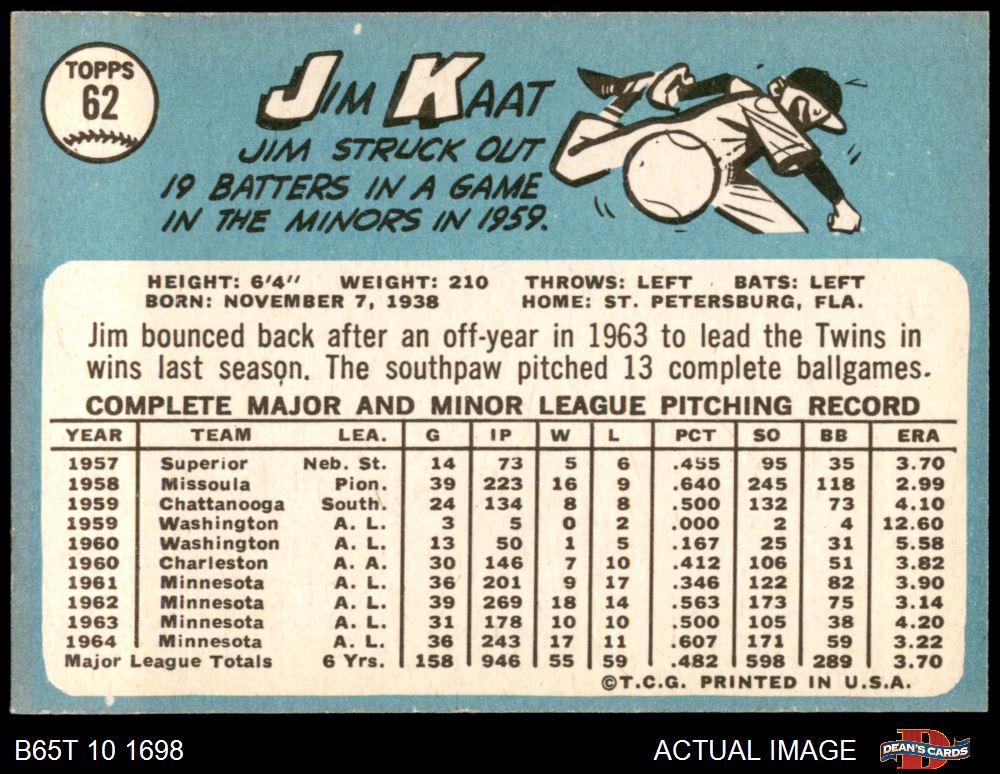 TOPPS
62
JIM KAAT
JIM STRUCK OUT
19 BATTERS IN A GAME
IN THE MINORS IN 1959.
HEIGHT: 6'4" WEIGHT: 210 THROWS: LEFT BATS: LEFT
BORN: NOVEMBER 7, 1938 HOME: ST. PETERSBURG, FLA.
Jim bounced back after an off-year in 1963 to lead the Twins in
wins last season. The southpaw pitched 13 complete ballgames.
COMPLETE MAJOR AND MINOR LEAGUE PITCHING RECORD
YEAR TEAM LEA. G IP W L PCT SO BB ERA
1957 Superior Neb. St. 14 73 5 6 .455 95 35 3.70
1958 Missoula Pion. 39 223 16 9 .640 245 118 2.99
1959 Chattanooga South. 24 134 8 8 .500 132 73 4.10
1959 Washington A. L. 3 5 0 2 .000 2 4 12.60
1960 Washington A. L. 13 50 1 5 .167 25 31 5.58
1960 Charleston A. A. 30 146 7 10 .412 106 51 3.82
1961 Minnesota A. L. 36 201 9 17 .346 122 82 3.90
1962 Minnesota A. L. 39 269 18 14 .563 173 75 3.14
1963 Minnesota A. L. 31 178 10 10 .500 105 38 4.20
1964 Minnesota A. L. 36 243 17 11 .607 171 59 3.22
Major League Totals 6 Yrs. 158 946 55 59 .482 598 289 3.70
©T.C.G. PRINTED IN U.S.A.
B65T 10 1698 ACTUAL IMAGE DEAN'S CARDS